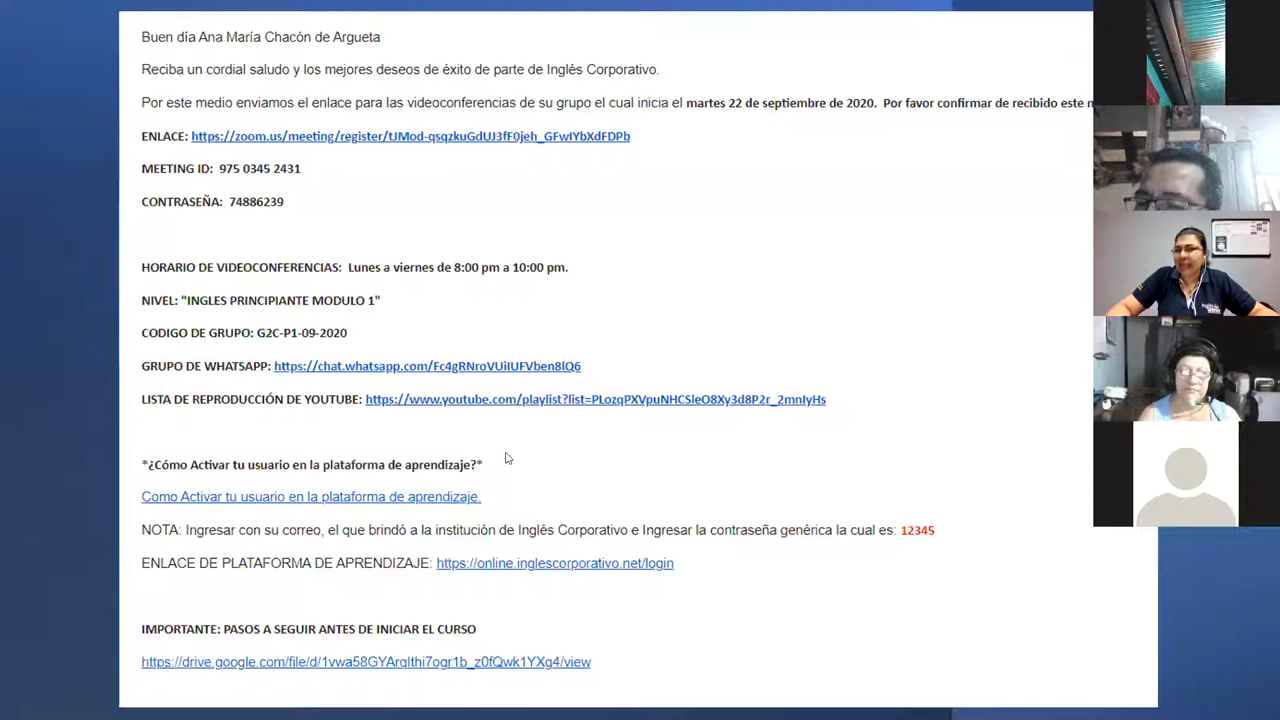 Buen día Ana María Chacón de Argueta
Reciba un cordial saludo y los mejores deseos de éxito de parte de Inglés Corporativo.
Por este medio enviamos el enlace para las videoconferencias de su grupo el cual inicia el martes 22 de septiembre de 2020. Por favor confirmar de recibido este
ENLACE: https://zoom.us/meeting/register/tJMod-qsqzkuGdUJ3fF0jeh_GFwIYbXdFDPb
MEETING ID: 975 0345 2431
CONTRASEÑA: 74886239
HORARIO DE VIDEOCONFERENCIAS: Lunes a viernes de 8:00 pm a 10:00 pm.
NIVEL: "INGLES PRINCIPIANTE MODULO 1"
CODIGO DE GRUPO: G2C-P1-09-2020
GRUPO DE WHATSAPP: https://chat.whatsapp.com/Fc4gRNroVUiIUFVben8lQ6
LISTA DE REPRODUCCIÓN DE YOUTUBE: https://www.youtube.com/playlist?list=PLozqPXVpuNHCSleO8Xy3d8P2r_2mnIyHs
*¿Cómo Activar tu usuario en la plataforma de aprendizaje?*
Como Activar tu usuario en la plataforma de aprendizaje.
NOTA: Ingresar con su correo, el que brindó a la institución de Inglés Corporativo e Ingresar la contraseña genérica la cual es: 12345
ENLACE DE PLATAFORMA DE APRENDIZAJE: https://online.inglescorporativo.net/login
IMPORTANTE: PASOS A SEGUIR ANTES DE INICIAR EL CURSO
https://drive.google.com/file/d/1vwa58GYArqIthi7ogr1b_z0fQwk1YXg4/view